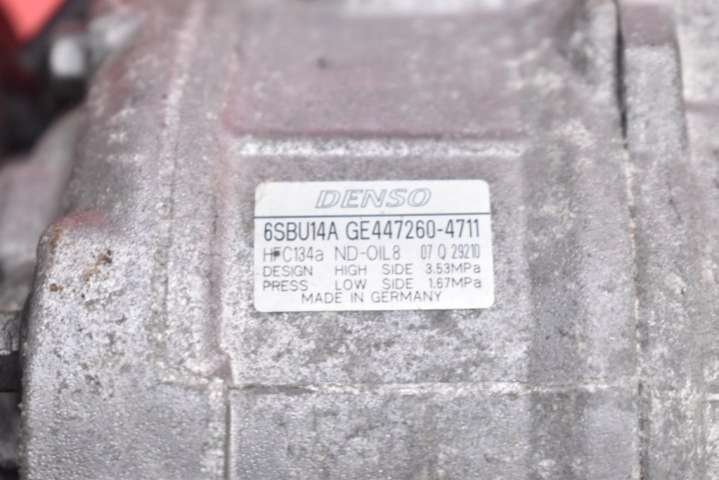 DENSO
6SBU14A GE447260-4711
HFC134a ND-OIL8 07 Q 29210
DESIGN HIGH SIDE 3.53MPa
PRESS LOW SIDE 1.67MPa
MADE IN GERMANY